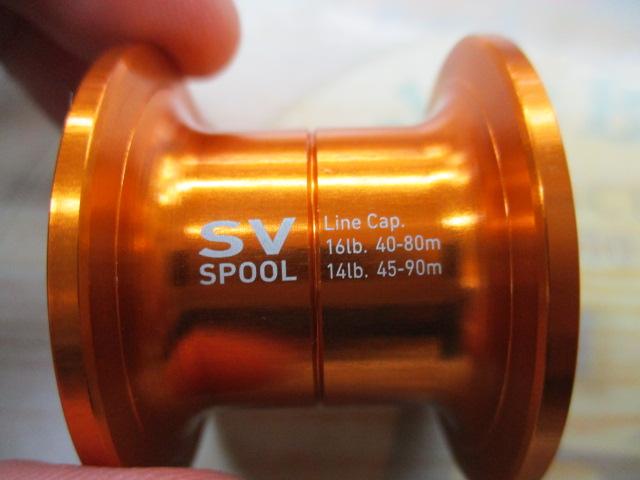 SV
SPOOL
Line Cap.
16lb. 40-80m
14lb. 45-90m